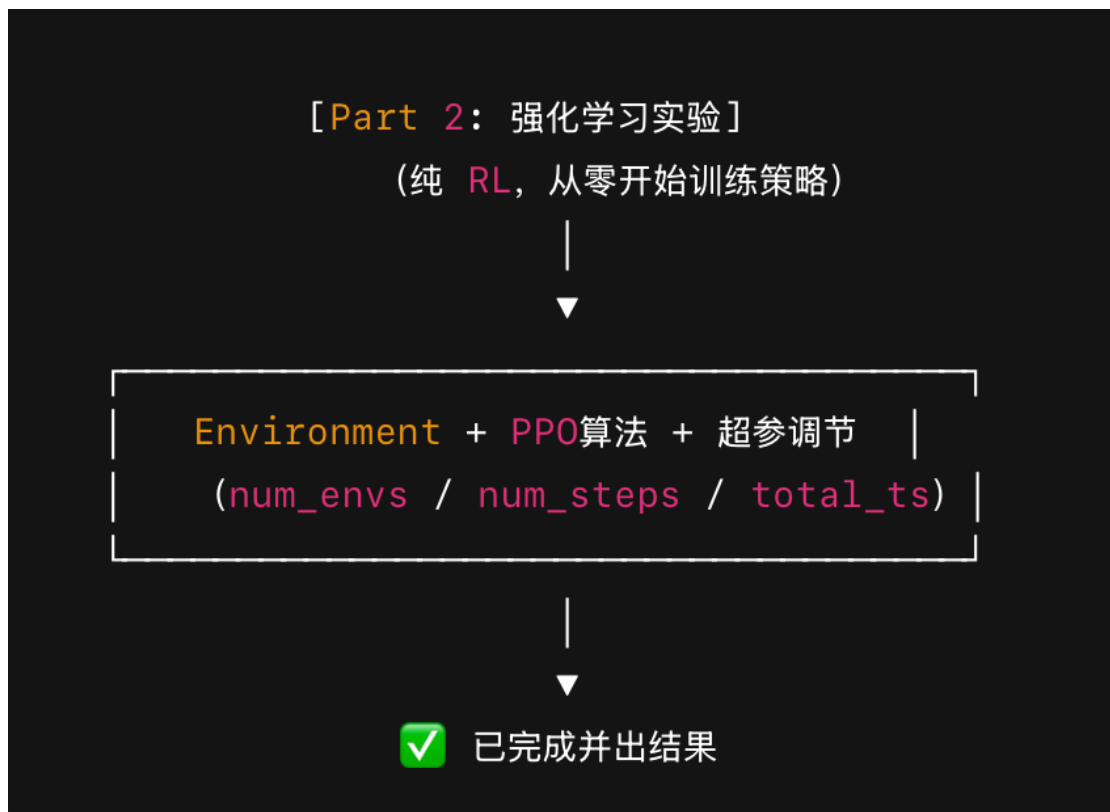 [Part 2: 强化学习实验]
(纯 RL, 从零开始训练策略)
Environment + PPO算法 + 超参调节
(num_envs / num_steps / total_ts)
✅ 已完成并出结果